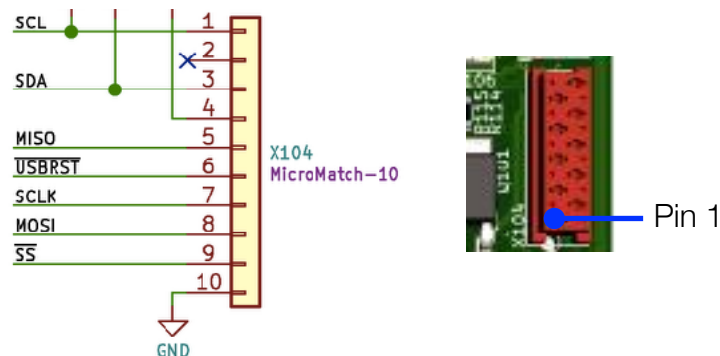 SCL
1
2
SDA
3
4
MISO
5
USBRST
6
SCLK
7
MOSI
8
SS
9
10
GND
X104
MicroMatch-10
R114
X104
Pin 1